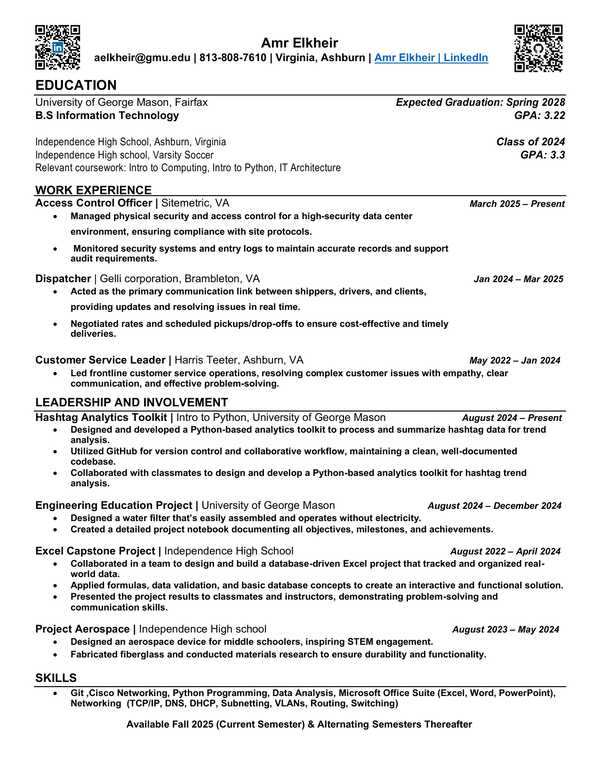 Amr Elkheir
aelkheir@gmu.edu | 813-808-7610 | Virginia, Ashburn | Amr Elkheir | LinkedIn
EDUCATION
University of George Mason, Fairfax Expected Graduation: Spring 2028
B.S Information Technology GPA: 3.22
Independence High School, Ashburn, Virginia Class of 2024
Independence High school, Varsity Soccer GPA: 3.3
Relevant coursework: Intro to Computing, Intro to Python, IT Architecture
WORK EXPERIENCE
Access Control Officer | Sitemetric, VA March 2025 – Present
• Managed physical security and access control for a high-security data center
environment, ensuring compliance with site protocols.
• Monitored security systems and entry logs to maintain accurate records and support
audit requirements.
Dispatcher | Gelli corporation, Brambleton, VA Jan 2024 – Mar 2025
• Acted as the primary communication link between shippers, drivers, and clients,
providing updates and resolving issues in real time.
• Negotiated rates and scheduled pickups/drop-offs to ensure cost-effective and timely
deliveries.
Customer Service Leader | Harris Teeter, Ashburn, VA May 2022 – Jan 2024
• Led frontline customer service operations, resolving complex customer issues with empathy, clear
communication, and effective problem-solving.
LEADERSHIP AND INVOLVEMENT
Hashtag Analytics Toolkit | Intro to Python, University of George Mason August 2024 – Present
• Designed and developed a Python-based analytics toolkit to process and summarize hashtag data for trend
analysis.
• Utilized GitHub for version control and collaborative workflow, maintaining a clean, well-documented
codebase.
• Collaborated with classmates to design and develop a Python-based analytics toolkit for hashtag trend
analysis.
Engineering Education Project | University of George Mason August 2024 – December 2024
• Designed a water filter that's easily assembled and operates without electricity.
• Created a detailed project notebook documenting all objectives, milestones, and achievements.
Excel Capstone Project | Independence High School August 2022 – April 2024
• Collaborated in a team to design and build a database-driven Excel project that tracked and organized real-
world data.
• Applied formulas, data validation, and basic database concepts to create an interactive and functional solution.
• Presented the project results to classmates and instructors, demonstrating problem-solving and
communication skills.
Project Aerospace | Independence High school August 2023 – May 2024
• Designed an aerospace device for middle schoolers, inspiring STEM engagement.
• Fabricated fiberglass and conducted materials research to ensure durability and functionality.
SKILLS
• Git ,Cisco Networking, Python Programming, Data Analysis, Microsoft Office Suite (Excel, Word, PowerPoint),
Networking (TCP/IP, DNS, DHCP, Subnetting, VLANs, Routing, Switching)
Available Fall 2025 (Current Semester) & Alternating Semesters Thereafter